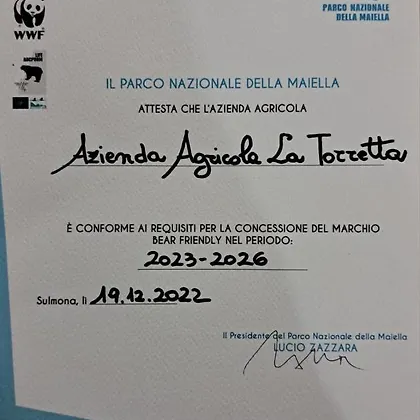 WWF
PARCO NAZIONALE
DELLA MAIELLA
LIFE
ARCPROM
IL PARCO NAZIONALE DELLA MAIELLA
ATTESTA CHE L'AZIENDA AGRICOLA
Azienda Agricola La Torretta
È CONFORME AI REQUISITI PER LA CONCESSIONE DEL MARCHIO
BEAR FRIENDLY NEL PERIODO:
2023-2026
Sulmona, lì 19.12.2022
Il Presidente del Parco Nazionale della Maiella
LUCIO ZAZZARA